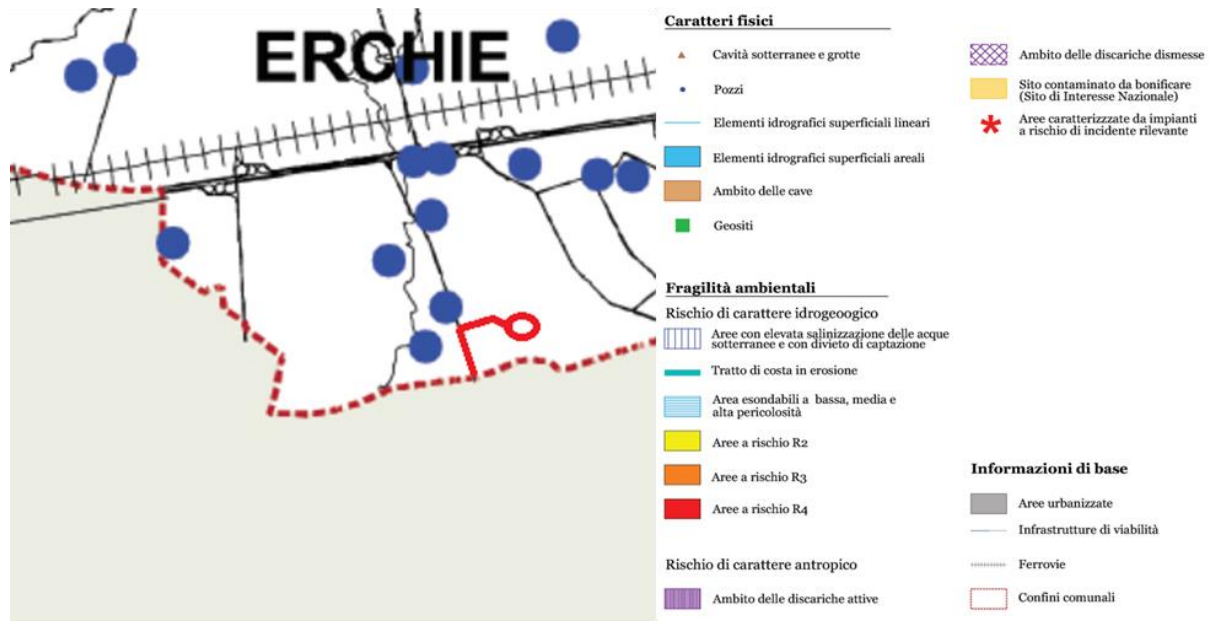 ERCHIE
Caratteri fisici
Cavità sotterranee e grotte
Pozzi
Elementi idrografici superficiali lineari
Elementi idrografici superficiali areali
Ambito delle cave
Geositi
Fragilità ambientali
Rischio di carattere idrogeoogico
Aree con elevata salinizzazione delle acque
sotterranee e con divieto di captazione
Tratto di costa in erosione
Area esondabili a bassa, media e
alta pericolosità
Aree a rischio R2
Aree a rischio R3
Aree a rischio R4
Rischio di carattere antropico
Ambito delle discariche attive
Ambito delle discariche dismesse
Sito contaminato da bonificare
(Sito di Interesse Nazionale)
Aree caratterizzzate da impianti
a rischio di incidente rilevante
Informazioni di base
Aree urbanizzate
Infrastrutture di viabilità
Ferrovie
Confini comunali